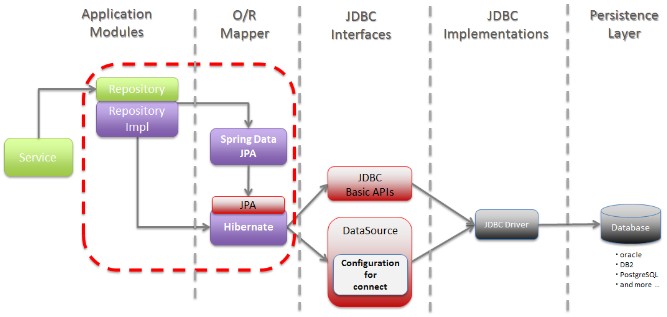 Application
Modules
O/R
Mapper
JDBC
Interfaces
JDBC
Implementations
Persistence
Layer
Repository
Repository
Impl
Service
Spring Data
JPA
JPA
Hibernate
JDBC
Basic APIs
DataSource
Configuration
for
connect
JDBC Driver
Database
• oracle
• DB2
• PostgreSQL
• and more ...